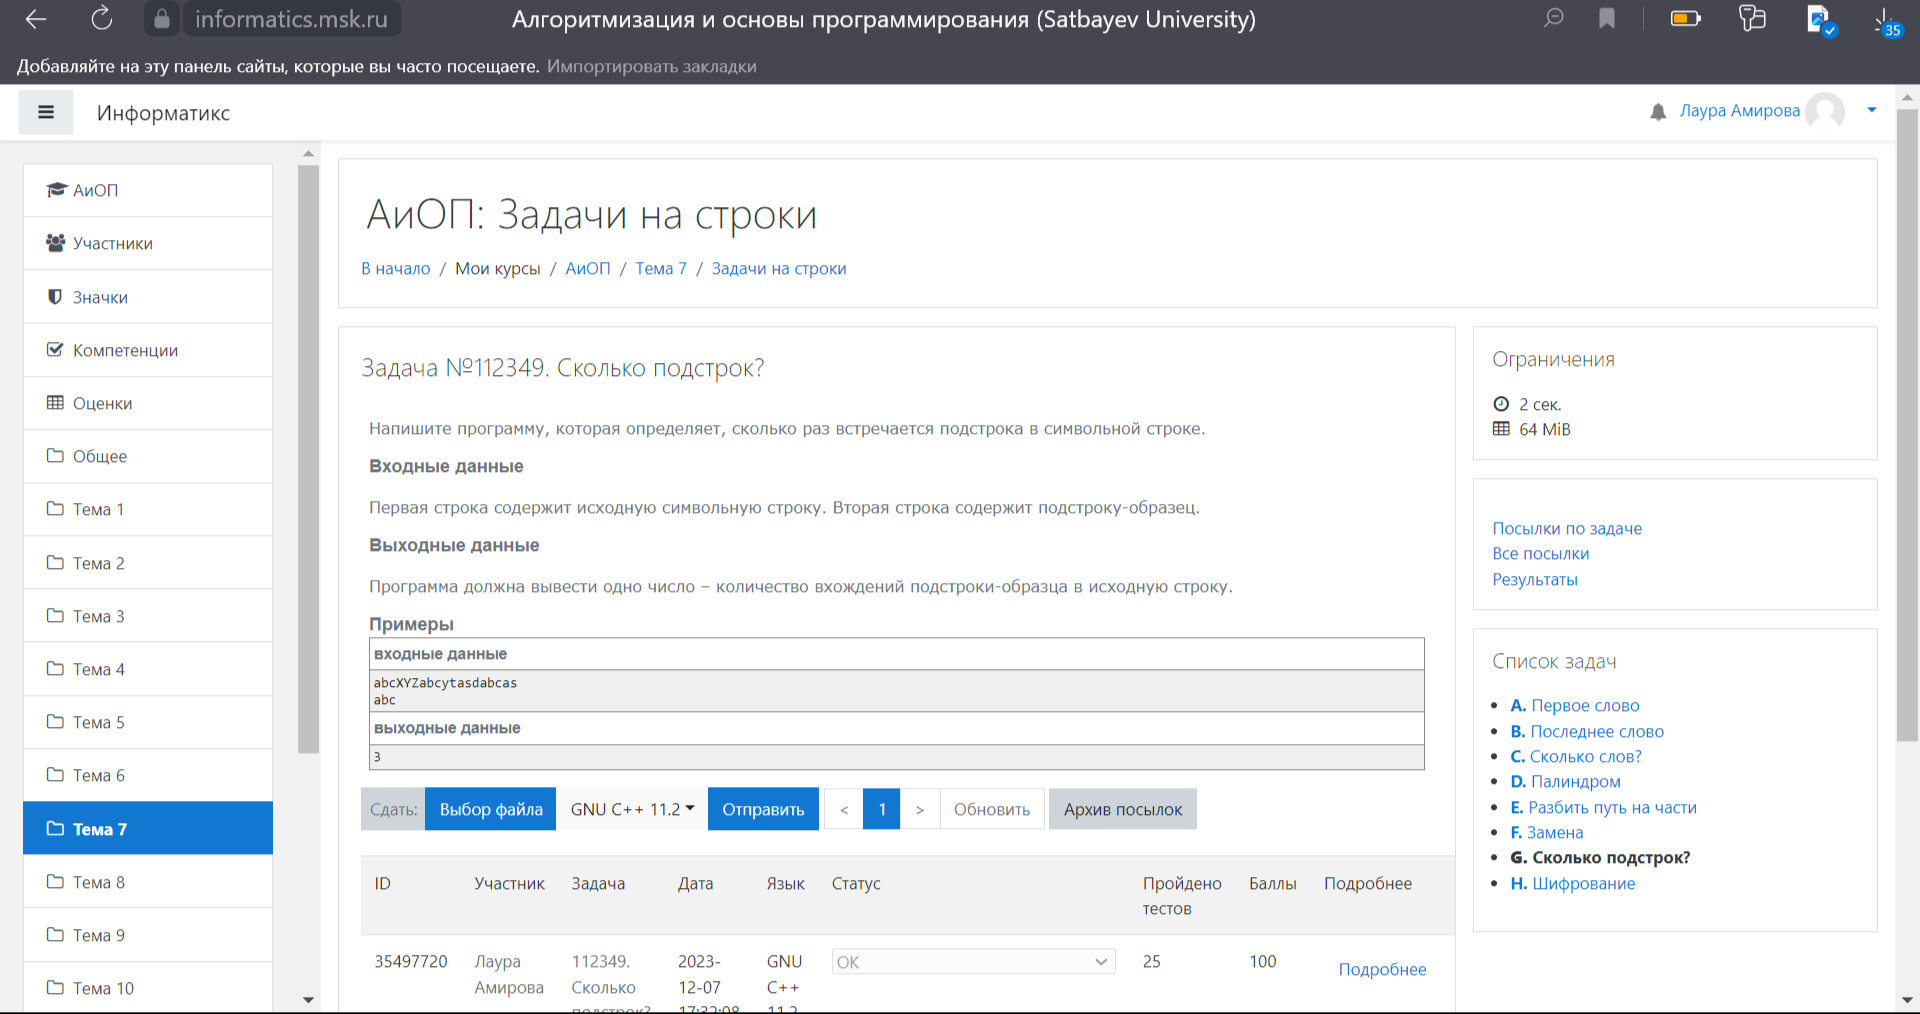 informatics.msk.ru
Алгоритмизация и основы программирования (Satbayev University)
35
Добавляйте на эту панель сайты, которые вы часто посещаете. Импортировать закладки
Информатикс
Лаура Амирова
АиОП
Участники
Значки
Компетенции
Оценки
Общее
Тема 1
Тема 2
Тема 3
Тема 4
Тема 5
Тема 6
Тема 7
Тема 8
Тема 9
Тема 10
АиОП: Задачи на строки
В начало / Мои курсы / АиОП / Тема 7 / Задачи на строки
Задача №112349. Сколько подстрок?
Напишите программу, которая определяет, сколько раз встречается подстрока в символьной строке.
Входные данные
Первая строка содержит исходную символьную строку. Вторая строка содержит подстроку-образец.
Выходные данные
Программа должна вывести одно число – количество вхождений подстроки-образца в исходную строку.
Примеры
входные данные
abcXYZabcytasdabcas
abc
выходные данные
3
Сдать: Выбор файла GNU C++ 11.2 Отправить < 1 > Обновить Архив посылок
ID Участник Задача Дата Язык Статус Пройдено тестов Баллы Подробнее
35497720 Лаура Амирова 112349. Сколько подстрок? 2023-12-07 17:32:08 GNU C++ 11.2 OK 25 100 Подробнее
Ограничения
2 сек.
64 MiB
Посылки по задаче
Все посылки
Результаты
Список задач
A. Первое слово
B. Последнее слово
C. Сколько слов?
D. Палиндром
E. Разбить путь на части
F. Замена
G. Сколько подстрок?
H. Шифрование